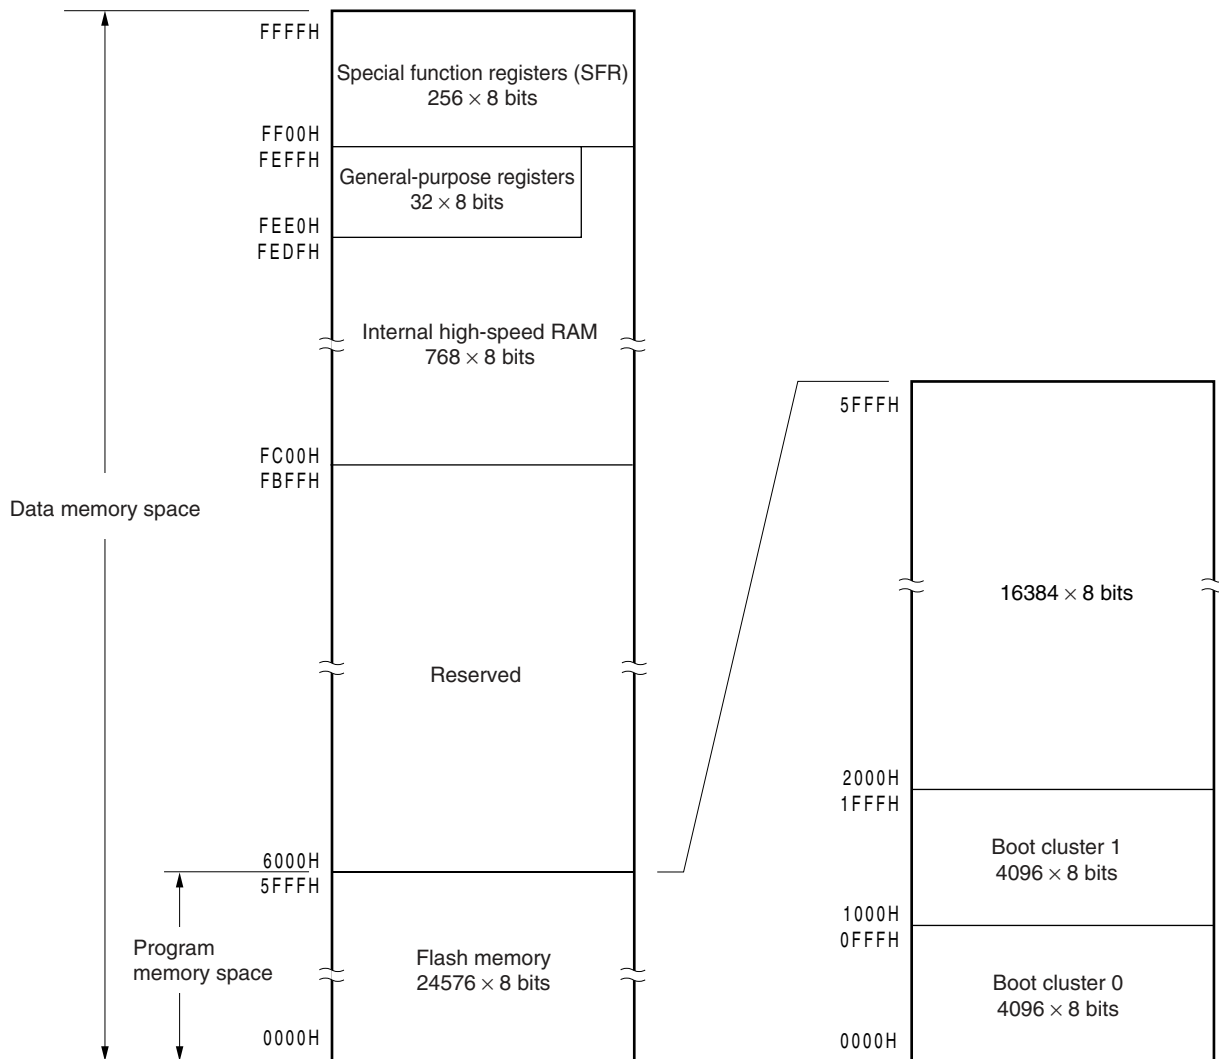 FFFFH
Special function registers (SFR)
256 × 8 bits
FF00H
FEFFH
General-purpose registers
32 × 8 bits
FEE0H
FEDFH
Internal high-speed RAM
768 × 8 bits
FC00H
FBFFH
Data memory space
Reserved
6000H
5FFFH
Program
memory space
Flash memory
24576 × 8 bits
0000H
5FFFH
16384 × 8 bits
2000H
1FFFH
Boot cluster 1
4096 × 8 bits
1000H
0FFFH
Boot cluster 0
4096 × 8 bits
0000H